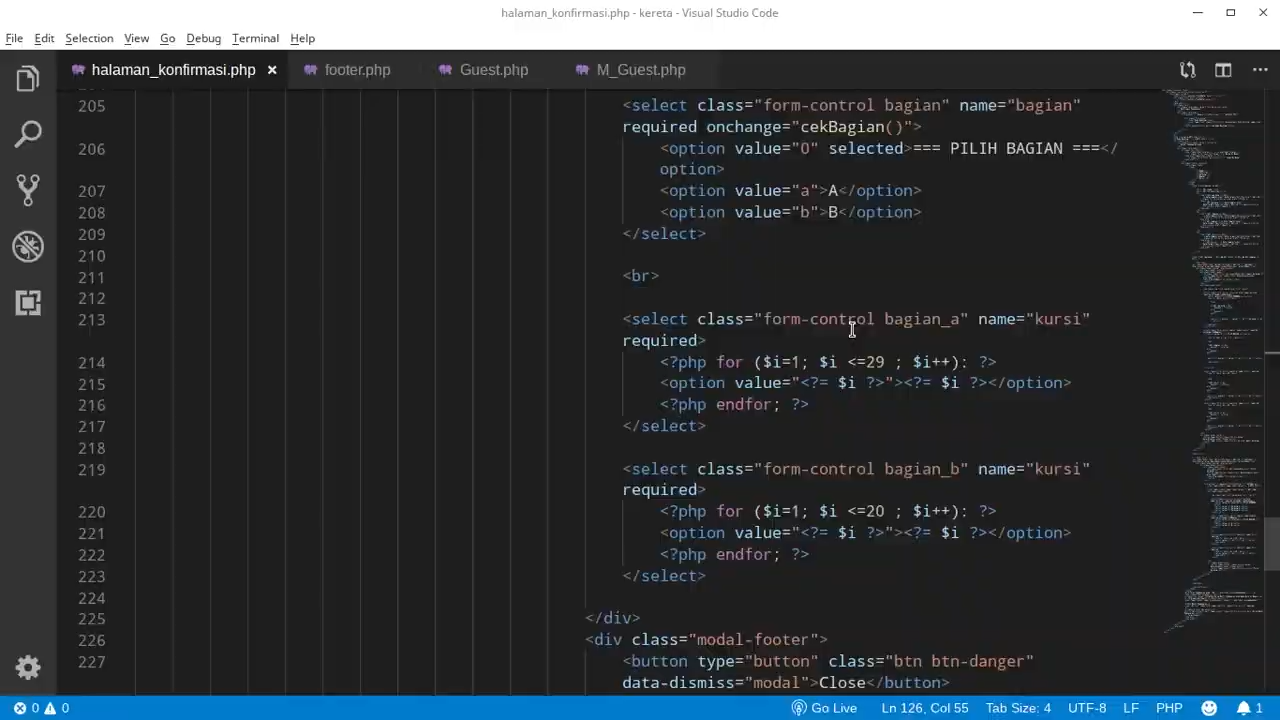 halaman_konfirmasi.php - kereta - Visual Studio Code
File Edit Selection View Go Debug Terminal Help
halaman_konfirmasi.php footer.php Guest.php M_Guest.php
205 <select class="form-control bagian" name="bagian"
required onchange="cekBagian()">
206 <option value="0" selected>=== PILIH BAGIAN ===</
option>
207 <option value="a">A</option>
208 <option value="b">B</option>
209 </select>
210
211 <br>
212
213 <select class="form-control bagian_a" name="kursi"
required>
214 <?php for ($i=1; $i <=29 ; $i++): ?>
215 <option value="<?= $i ?>"><?= $i ?></option>
216 <?php endfor; ?>
217 </select>
218
219 <select class="form-control bagian_b" name="kursi"
required>
220 <?php for ($i=1; $i <=20 ; $i++): ?>
221 <option value="<?= $i ?>"><?= $i ?></option>
222 <?php endfor; ?>
223 </select>
224
225 </div>
226 <div class="modal-footer">
227 <button type="button" class="btn btn-danger"
data-dismiss="modal">Close</button>
0 0 Go Live Ln 126, Col 55 Tab Size: 4 UTF-8 LF PHP 1